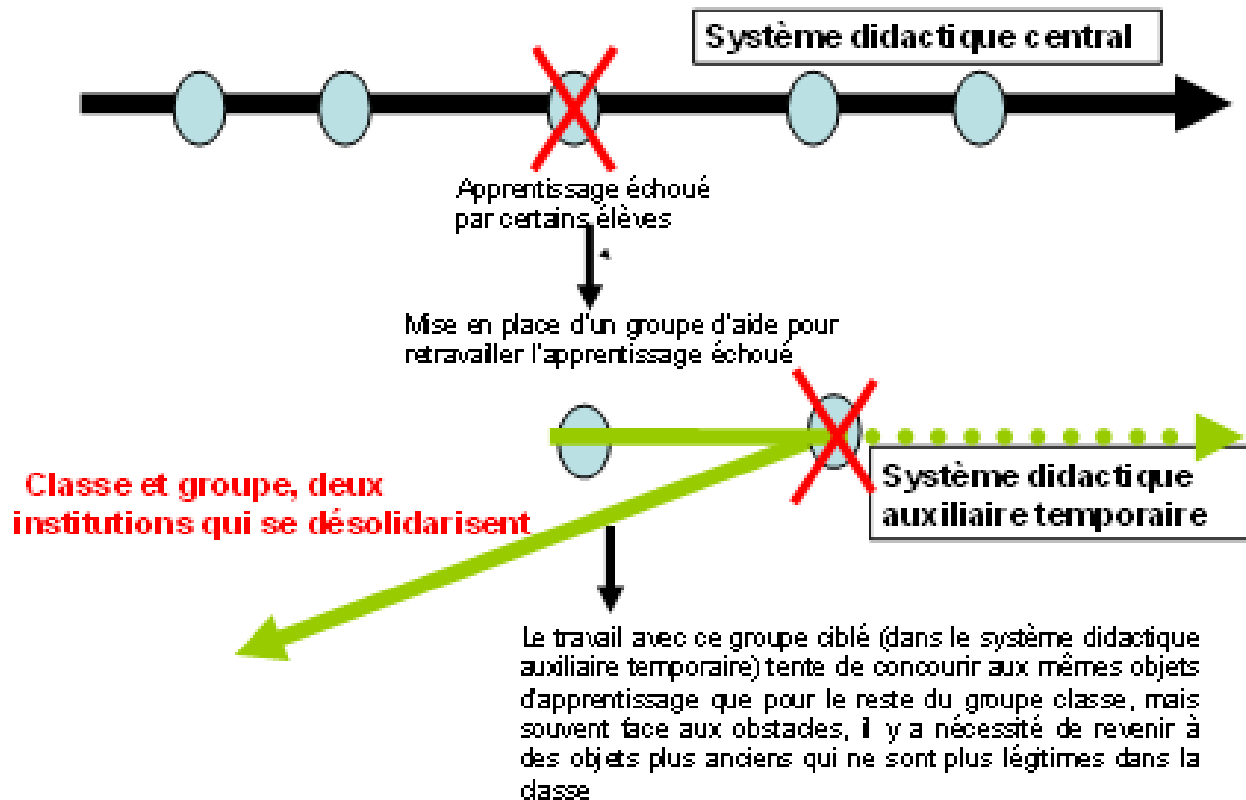 Système didactique central
Apprentissage échoué
par certains élèves
Mise en place d'un groupe d'aide pour
retravailler l'apprentissage échoué
Classe et groupe, deux
institutions qui se désolidarisent
Système didactique
auxiliaire temporaire
Le travail avec ce groupe ciblé (dans le système didactique
auxiliaire temporaire) tente de concourir aux mêmes objets
d'apprentissage que pour le reste du groupe classe, mais
souvent face aux obstacles, il y a nécessité de revenir à
des objets plus anciens qui ne sont plus légitimes dans la
classe